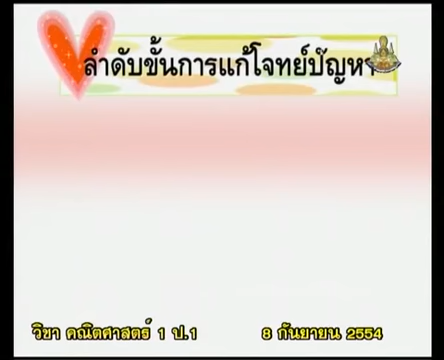 ลำดับขั้นการแก้โจทย์ปัญหา
วิชา คณิตศาสตร์ 1 ป.1 8 กันยายน 2554